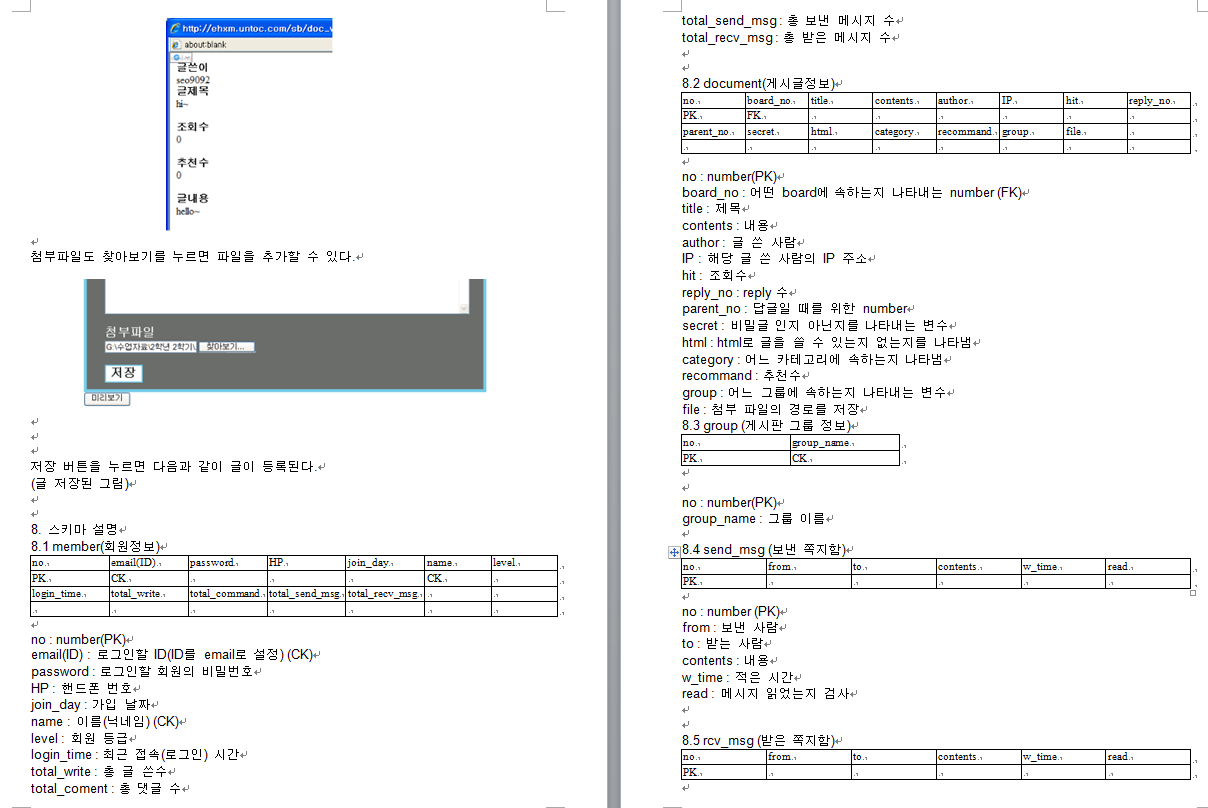 http://ehxm.untoc.com/sb/doc_v
about:blank
글쓴이
seo9092
글제목
hi~
조회수
0
추천수
0
글내용
hello~
첨부파일도 찾아보기를 누르면 파일을 추가할 수 있다.
첨부파일
G:\수업자료\2학년 2학기\ 찾아보기...
저장
미리보기
저장 버튼을 누르면 다음과 같이 글이 등록된다.
(글 저장된 그림)
8. 스키마 설명
8.1 member(회원정보)
no. email(ID). password. HP. join_day. name. level.
PK. CK. CK.
login_time. total_write. total_command. total_send_msg. total_recv_msg.
no : number(PK)
email(ID) : 로그인할 ID(ID를 email로 설정) (CK)
password : 로그인할 회원의 비밀번호
HP : 핸드폰 번호
join_day : 가입 날짜
name : 이름(닉네임) (CK)
level : 회원 등급
login_time : 최근 접속(로그인) 시간
total_write : 총 글 쓴수
total_coment : 총 댓글 수
total_send_msg : 총 보낸 메시지 수
total_recv_msg : 총 받은 메시지 수
8.2 document(게시글정보)
no. board_no. title. contents. author. IP. hit. reply_no.
PK. FK.
parent_no. secret. html. category. recommand. group. file.
no : number(PK)
board_no : 어떤 board에 속하는지 나타내는 number (FK)
title : 제목
contents : 내용
author : 글 쓴 사람
IP : 해당 글 쓴 사람의 IP 주소
hit : 조회수
reply_no : reply 수
parent_no : 답글일 때를 위한 number
secret : 비밀글 인지 아닌지를 나타내는 변수
html : html로 글을 쓸 수 있는지 없는지를 나타냄
category : 어느 카테고리에 속하는지 나타냄
recommand : 추천수
group : 어느 그룹에 속하는지 나타내는 변수
file : 첨부 파일의 경로를 저장
8.3 group (게시판 그룹 정보)
no. group_name.
PK. CK.
no : number(PK)
group_name : 그룹 이름
8.4 send_msg (보낸 쪽지함)
no. from. to. contents. w_time. read.
PK.
no : number (PK)
from : 보낸 사람
to : 받는 사람
contents : 내용
w_time : 적은 시간
read : 메시지 읽었는지 검사
8.5 rcv_msg (받은 쪽지함)
no. from. to. contents. w_time. read.
PK.